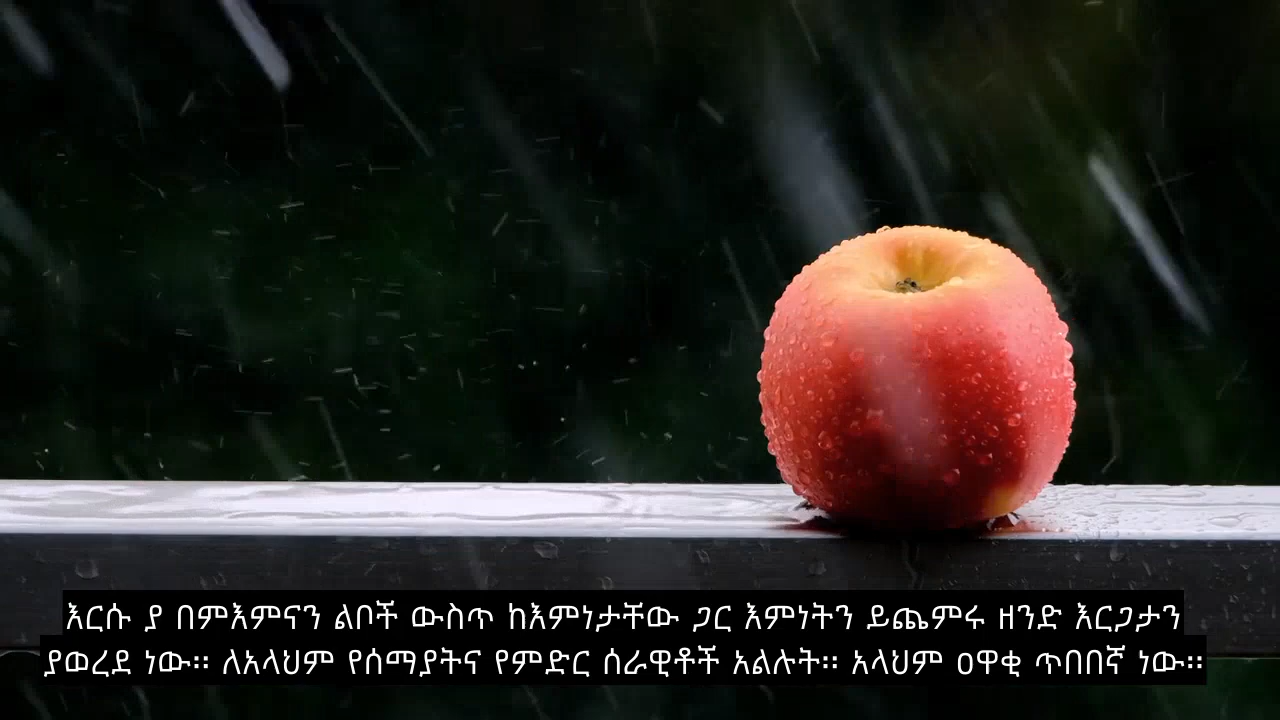 እርሱ ያ በምእምናን ልቦች ውስጥ ከእምነታቸው ጋር እምነትን ይጨምሩ ዘንድ እርጋታን
ያወረደ ነው፡፡ ለአላህም የሰማያትና የምድር ሰራዊቶች አልሉት፡፡ አላህም ዐዋቂ ጥበበኛ ነው፡፡